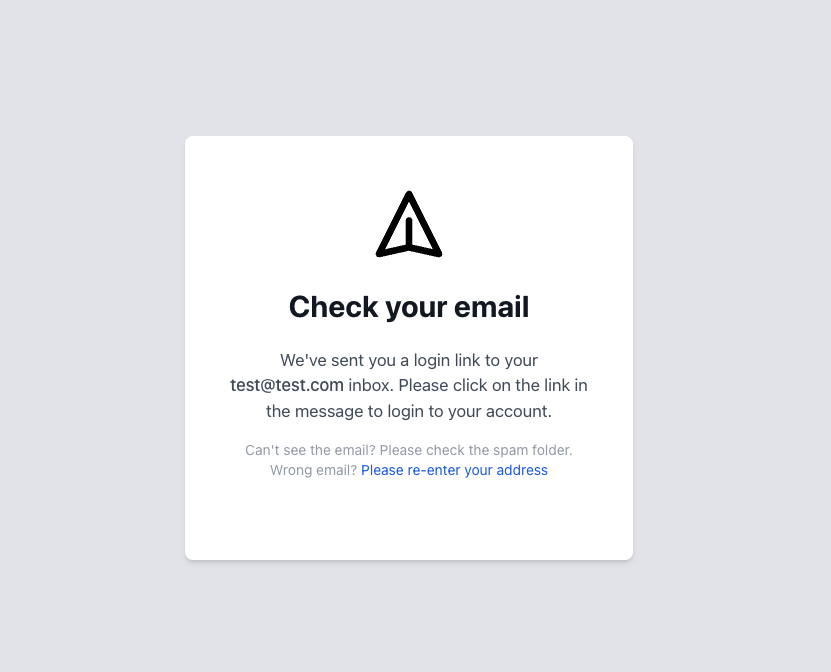 Check your email
We've sent you a login link to your
test@test.com inbox. Please click on the link in
the message to login to your account.
Can't see the email? Please check the spam folder.
Wrong email? Please re-enter your address